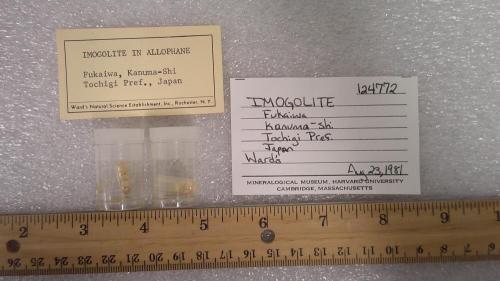 IMOGOLITE IN ALLOPHANE
Fukaiwa, Kanuma-Shi
Tochigi Pref., Japan
Ward's Natural Science Establishment, Inc., Rochester, N. Y.
124772
IMOGOLITE
Fukaiwa
Kanuma-shi
Tochigi Pref.
Japan
Ward's
Aug 23, 1981
MINERALOGICAL MUSEUM, HARVARD UNIVERSITY
CAMBRIDGE, MASSACHUSETTS
2 3 4 5 6 7 8 9